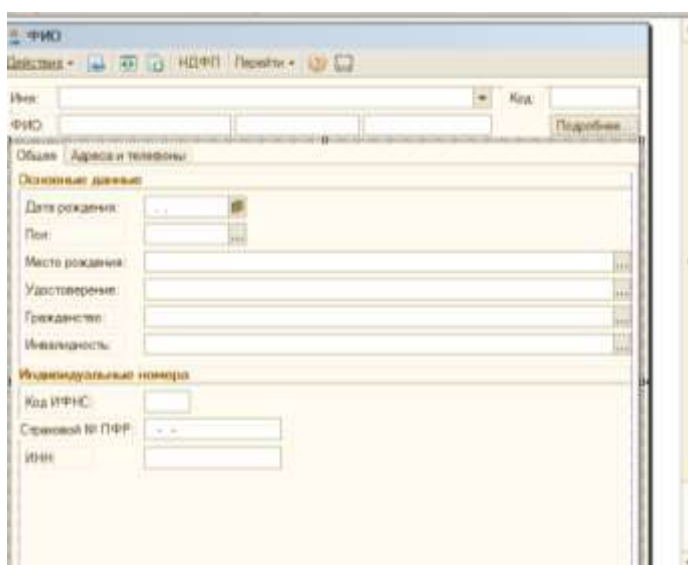 ФИО
Действия НДФЛ Перейти
Имя: Код:
ФИО: Подробнее...
Общие Адреса и телефоны
Основные данные
Дата рождения:
Пол:
Место рождения:
Удостоверение:
Гражданство:
Инвалидность:
Индивидуальные номера
Код ИФНС:
Страховой № ПФР:
ИНН: